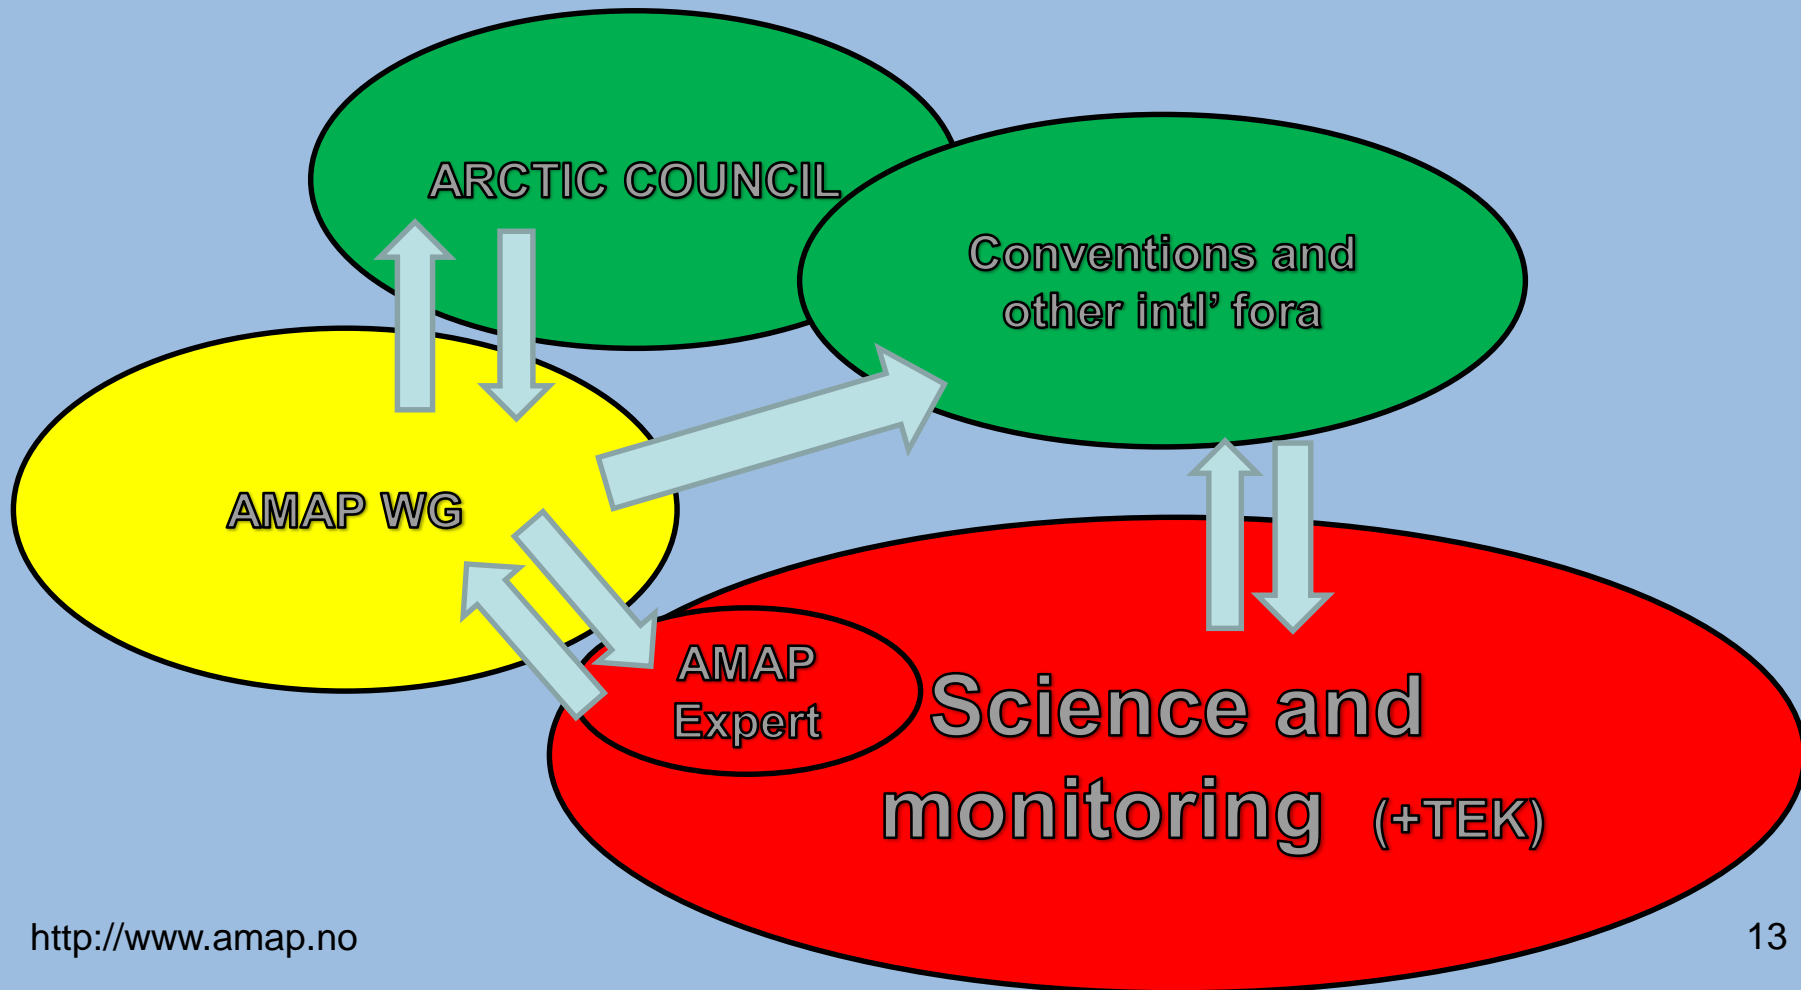 ARCTIC COUNCIL
Conventions and
other intl’ fora
AMAP WG
AMAP
Expert
Science and
monitoring (+TEK)
http://www.amap.no
13